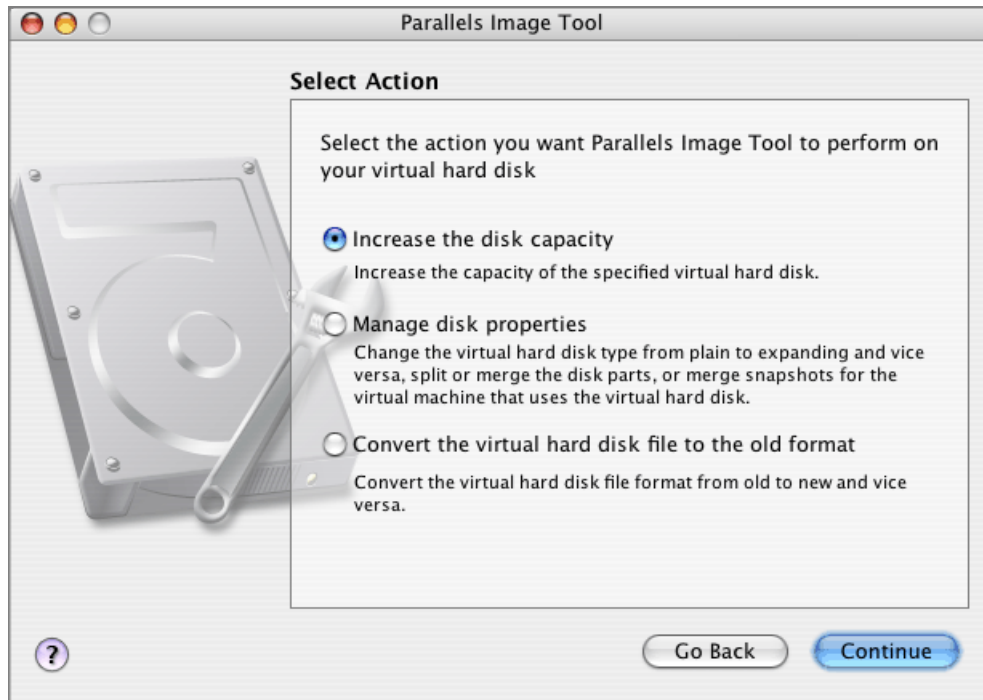 Parallels Image Tool
Select Action
Select the action you want Parallels Image Tool to perform on
your virtual hard disk
Increase the disk capacity
Increase the capacity of the specified virtual hard disk.
Manage disk properties
Change the virtual hard disk type from plain to expanding and vice
versa, split or merge the disk parts, or merge snapshots for the
virtual machine that uses the virtual hard disk.
Convert the virtual hard disk file to the old format
Convert the virtual hard disk file format from old to new and vice
versa.
?
Go Back
Continue